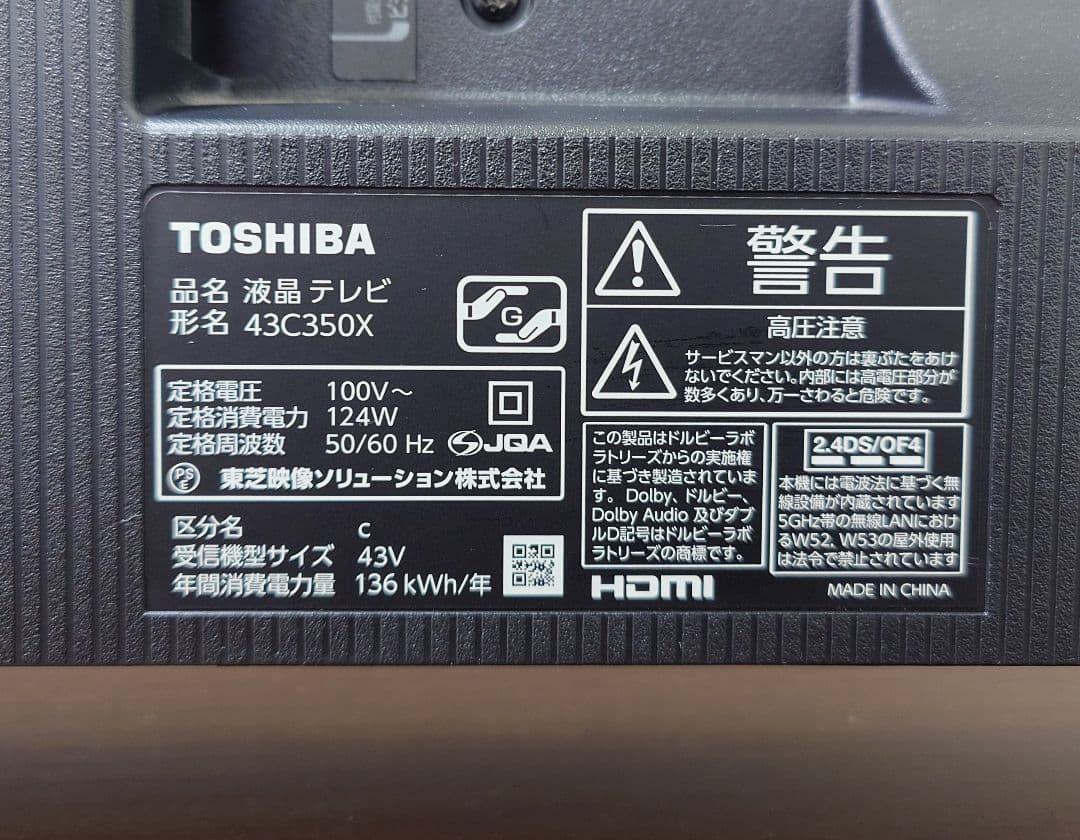 TOSHIBA
品名 液晶テレビ
形名 43C350X
G
定格電圧 100V～
定格消費電力 124W
定格周波数 50/60 Hz
JQA
PS
E
東芝映像ソリューション株式会社
区分名 c
受信機型サイズ 43V
年間消費電力量 136 kWh/年
警告
高圧注意
サービスマン以外の方は裏ぶたをあけ
ないでください。内部には高電圧部分が
数多くあり、万一さわると危険です。
この製品はドルビーラボ
ラトリーズからの実施権
に基づき製造されていま
す。Dolby、ドルビー、
Dolby Audio 及びダブ
ルD記号はドルビーラボ
ラトリーズの商標です。
2.4DS/OF4
本機には電波法に基づく無
線設備が内蔵されています
5GHz帯の無線LANにおけ
るW52、W53の屋外使用
は法令で禁止されています
HDMI
MADE IN CHINA